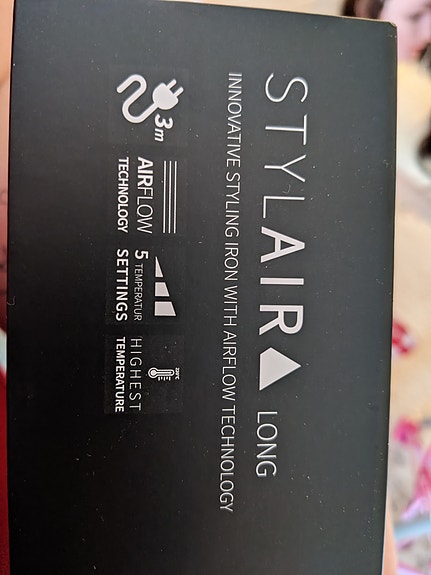 STYLAIR LONG
INNOVATIVE STYLING IRON WITH AIRFLOW TECHNOLOGY
3m
AIRFLOW
TECHNOLOGY
5 TEMPERATUR
SETTINGS
HIGHEST
TEMPERATURE